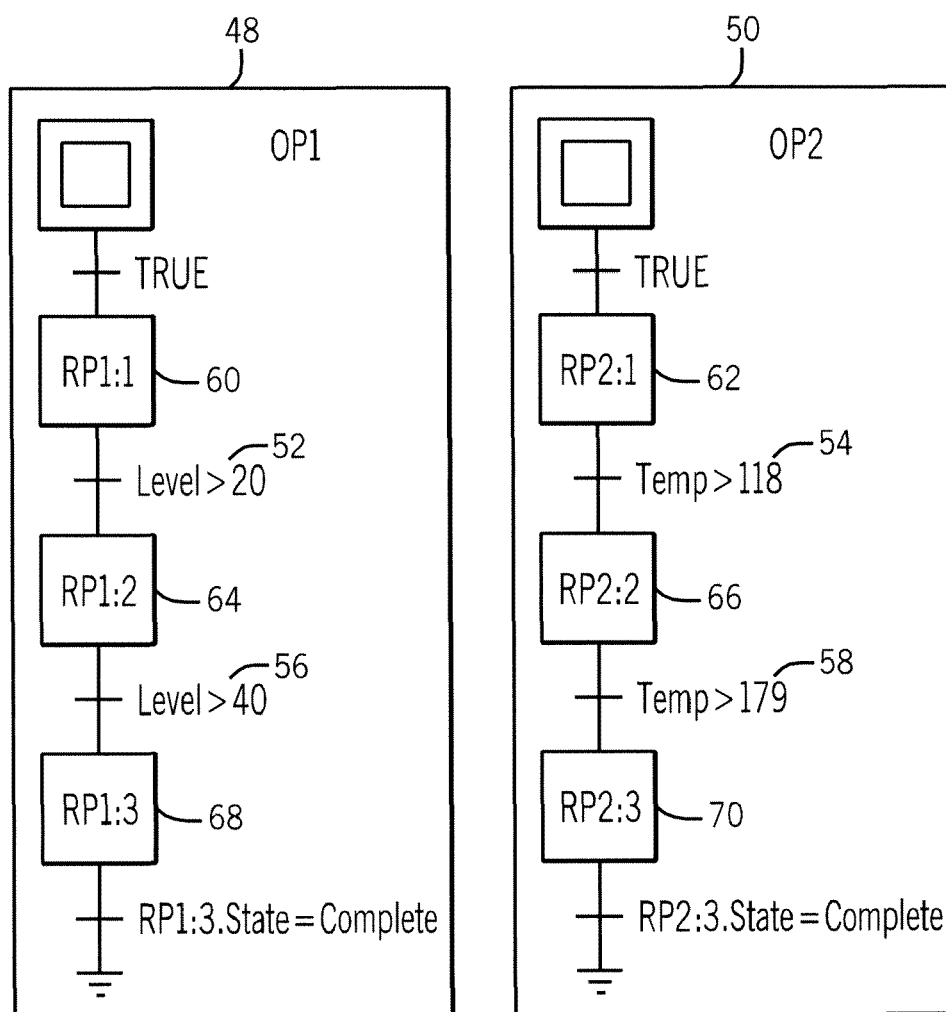 48
OP1
TRUE
RP1:1
60
52
Level>20
RP1:2
64
56
Level>40
RP1:3
68
RP1:3.State=Complete
50
OP2
TRUE
RP2:1
62
54
Temp>118
RP2:2
66
58
Temp>179
RP2:3
70
RP2:3.State=Complete